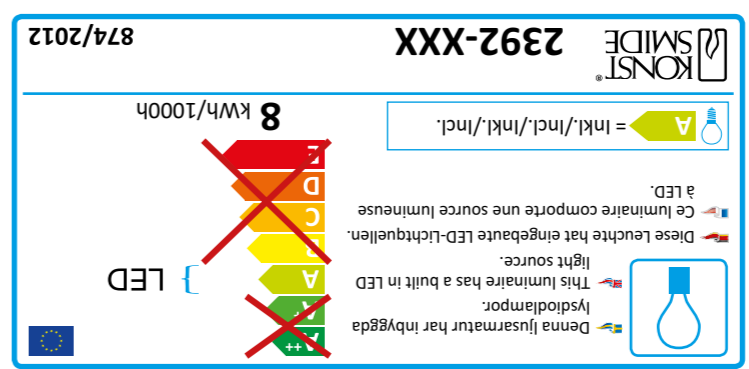 Denna ljusarmatur har inbyggda
lysdiodlampor.
This luminaire has a built in LED
light source.
Diese Leuchte hat eingebaute LED-Lichtquellen.
Ce luminaire comporte une source lumineuse
à LED.
A = Inkl./Incl./Inkl./Incl.
A++
A+
A
B
C
D
E
LED
8 kWh/1000h
KONST
SMIDE®
2392-XXX
874/2012